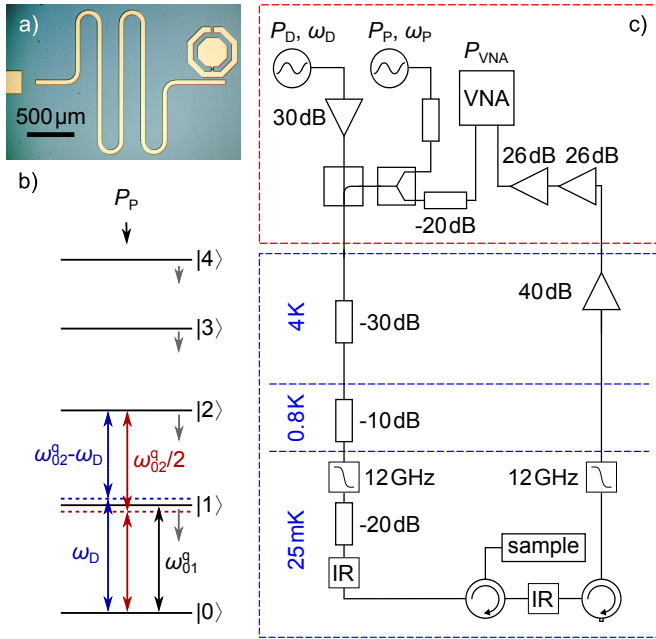 a)
500 µm
b)
P_P
|4⟩
|3⟩
|2⟩
ω^q_02-ω_D
ω^q_02/2
|1⟩
ω_D
ω^q_01
|0⟩
c)
P_D, ω_D
P_P, ω_P
P_VNA
VNA
30dB
26dB
26dB
-20dB
40dB
4K
-30dB
0.8K
-10dB
25mK
12GHz
12GHz
-20dB
IR
sample
IR